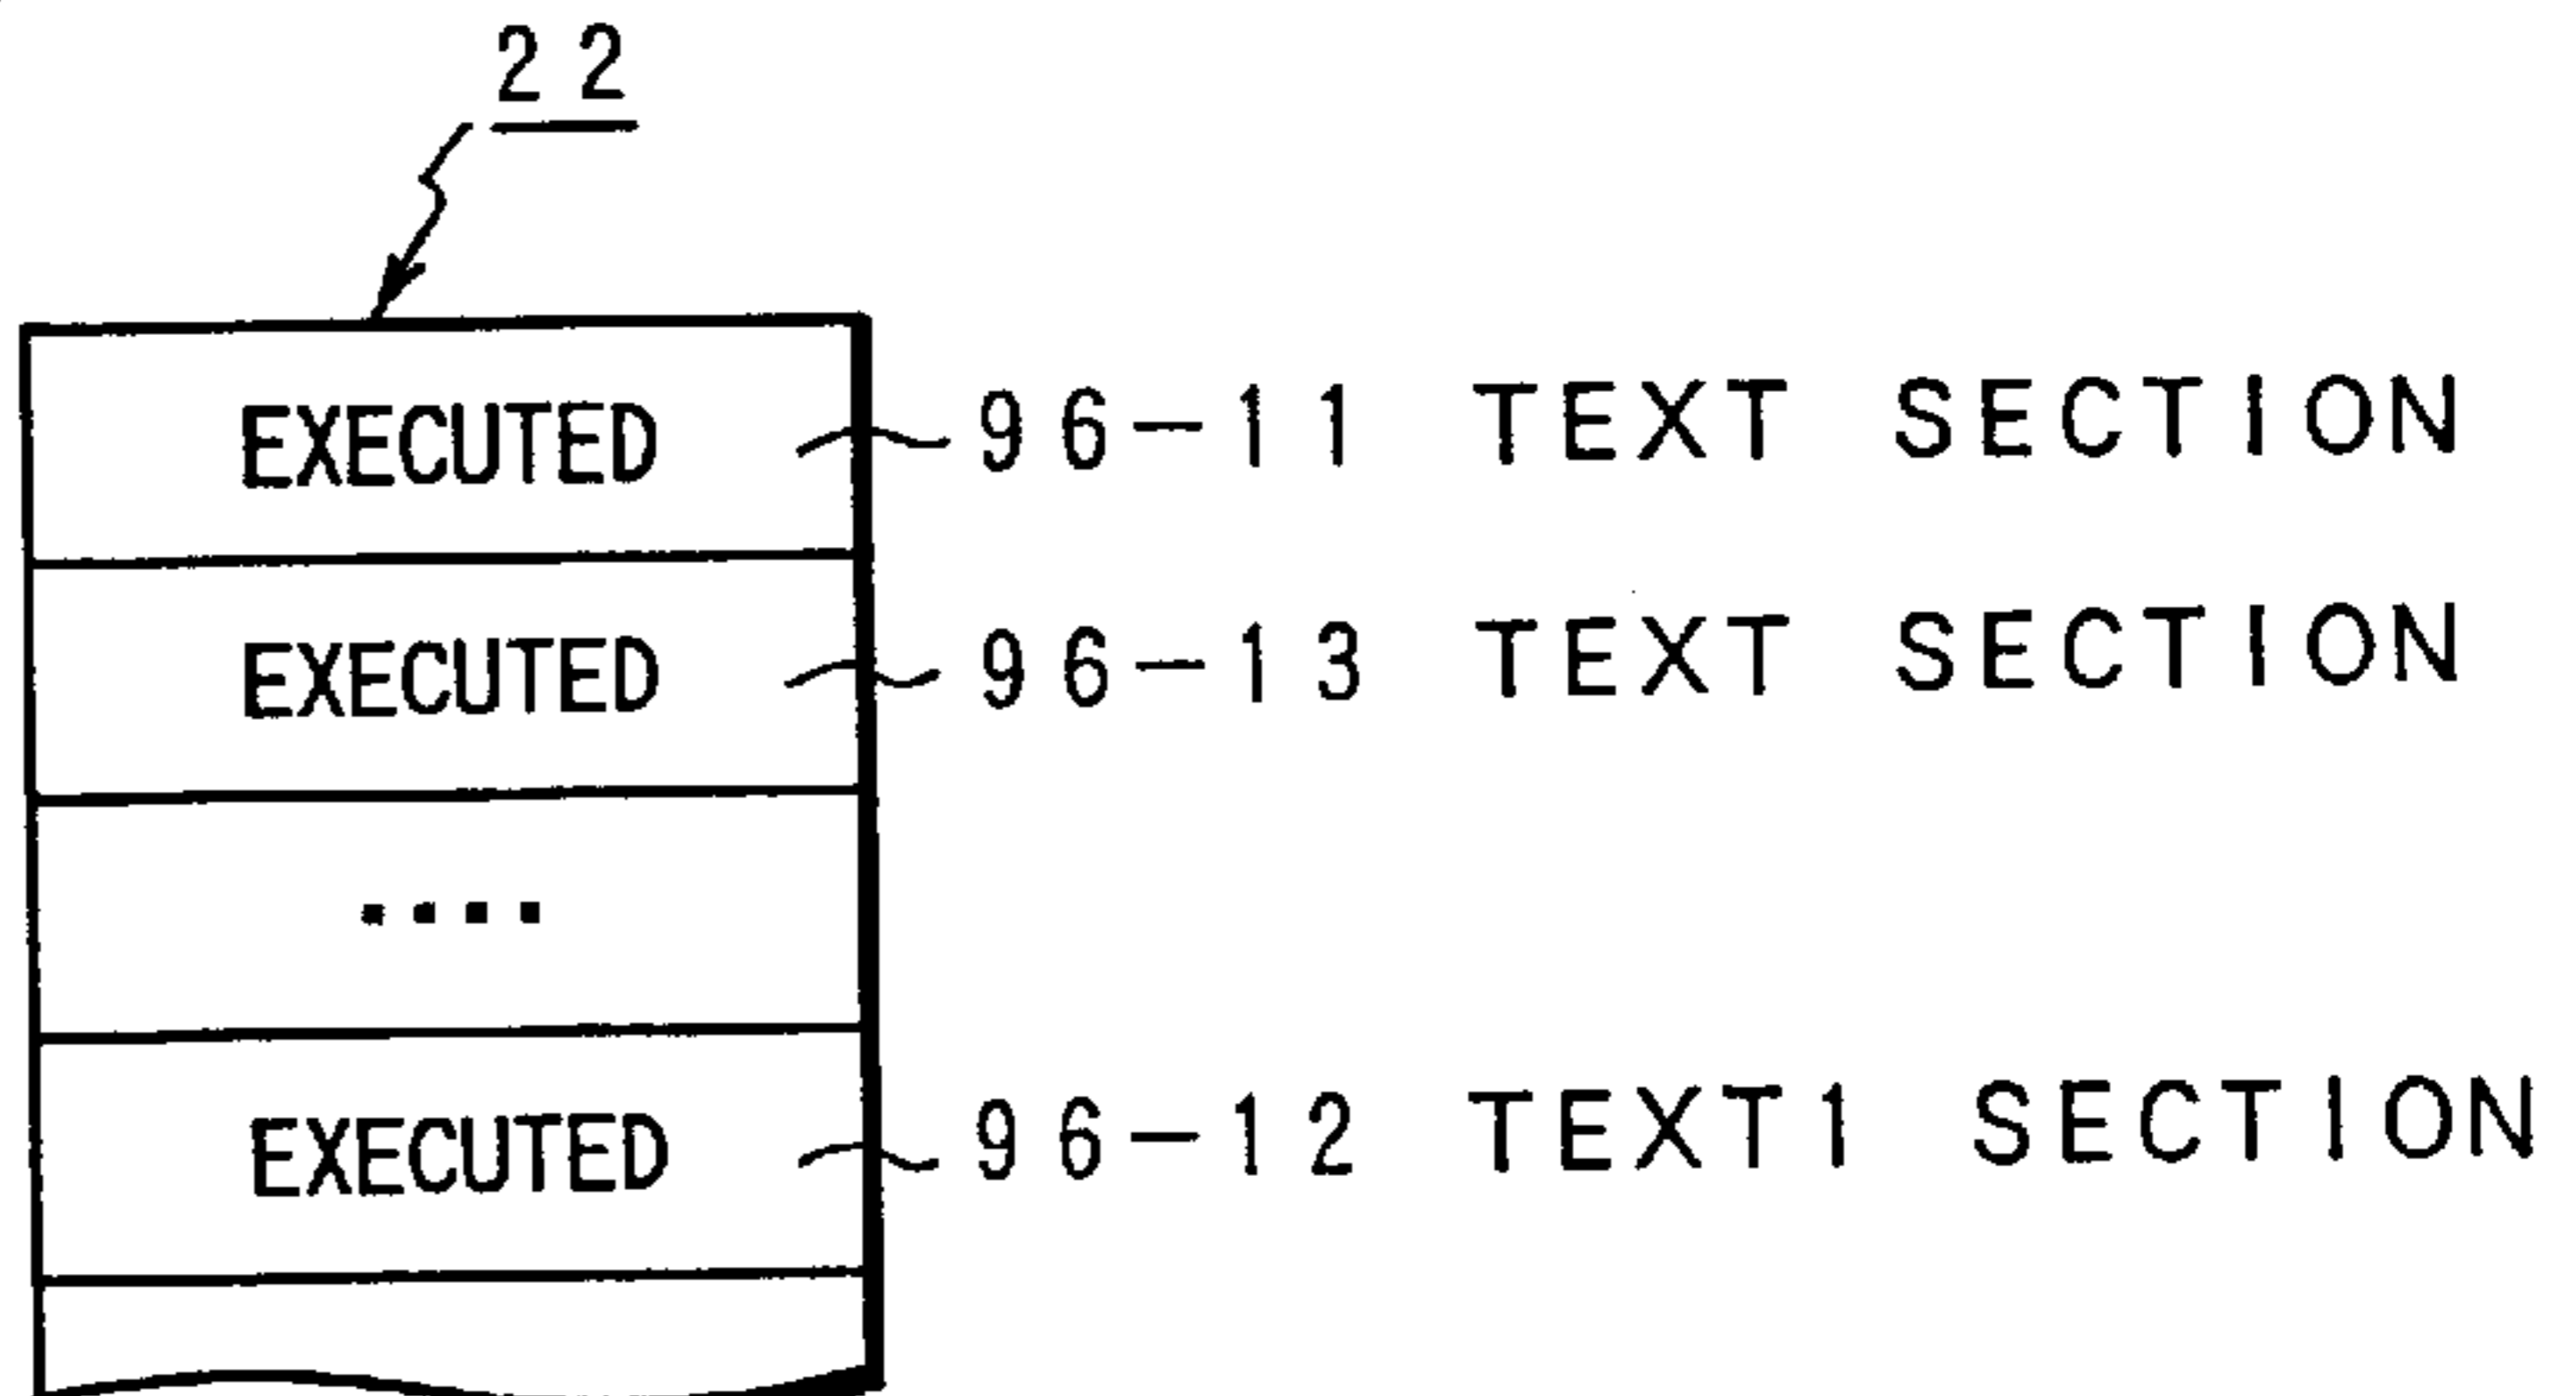 22
EXECUTED 96-11 TEXT SECTION
EXECUTED 96-13 TEXT SECTION
....
EXECUTED 96-12 TEXT1 SECTION